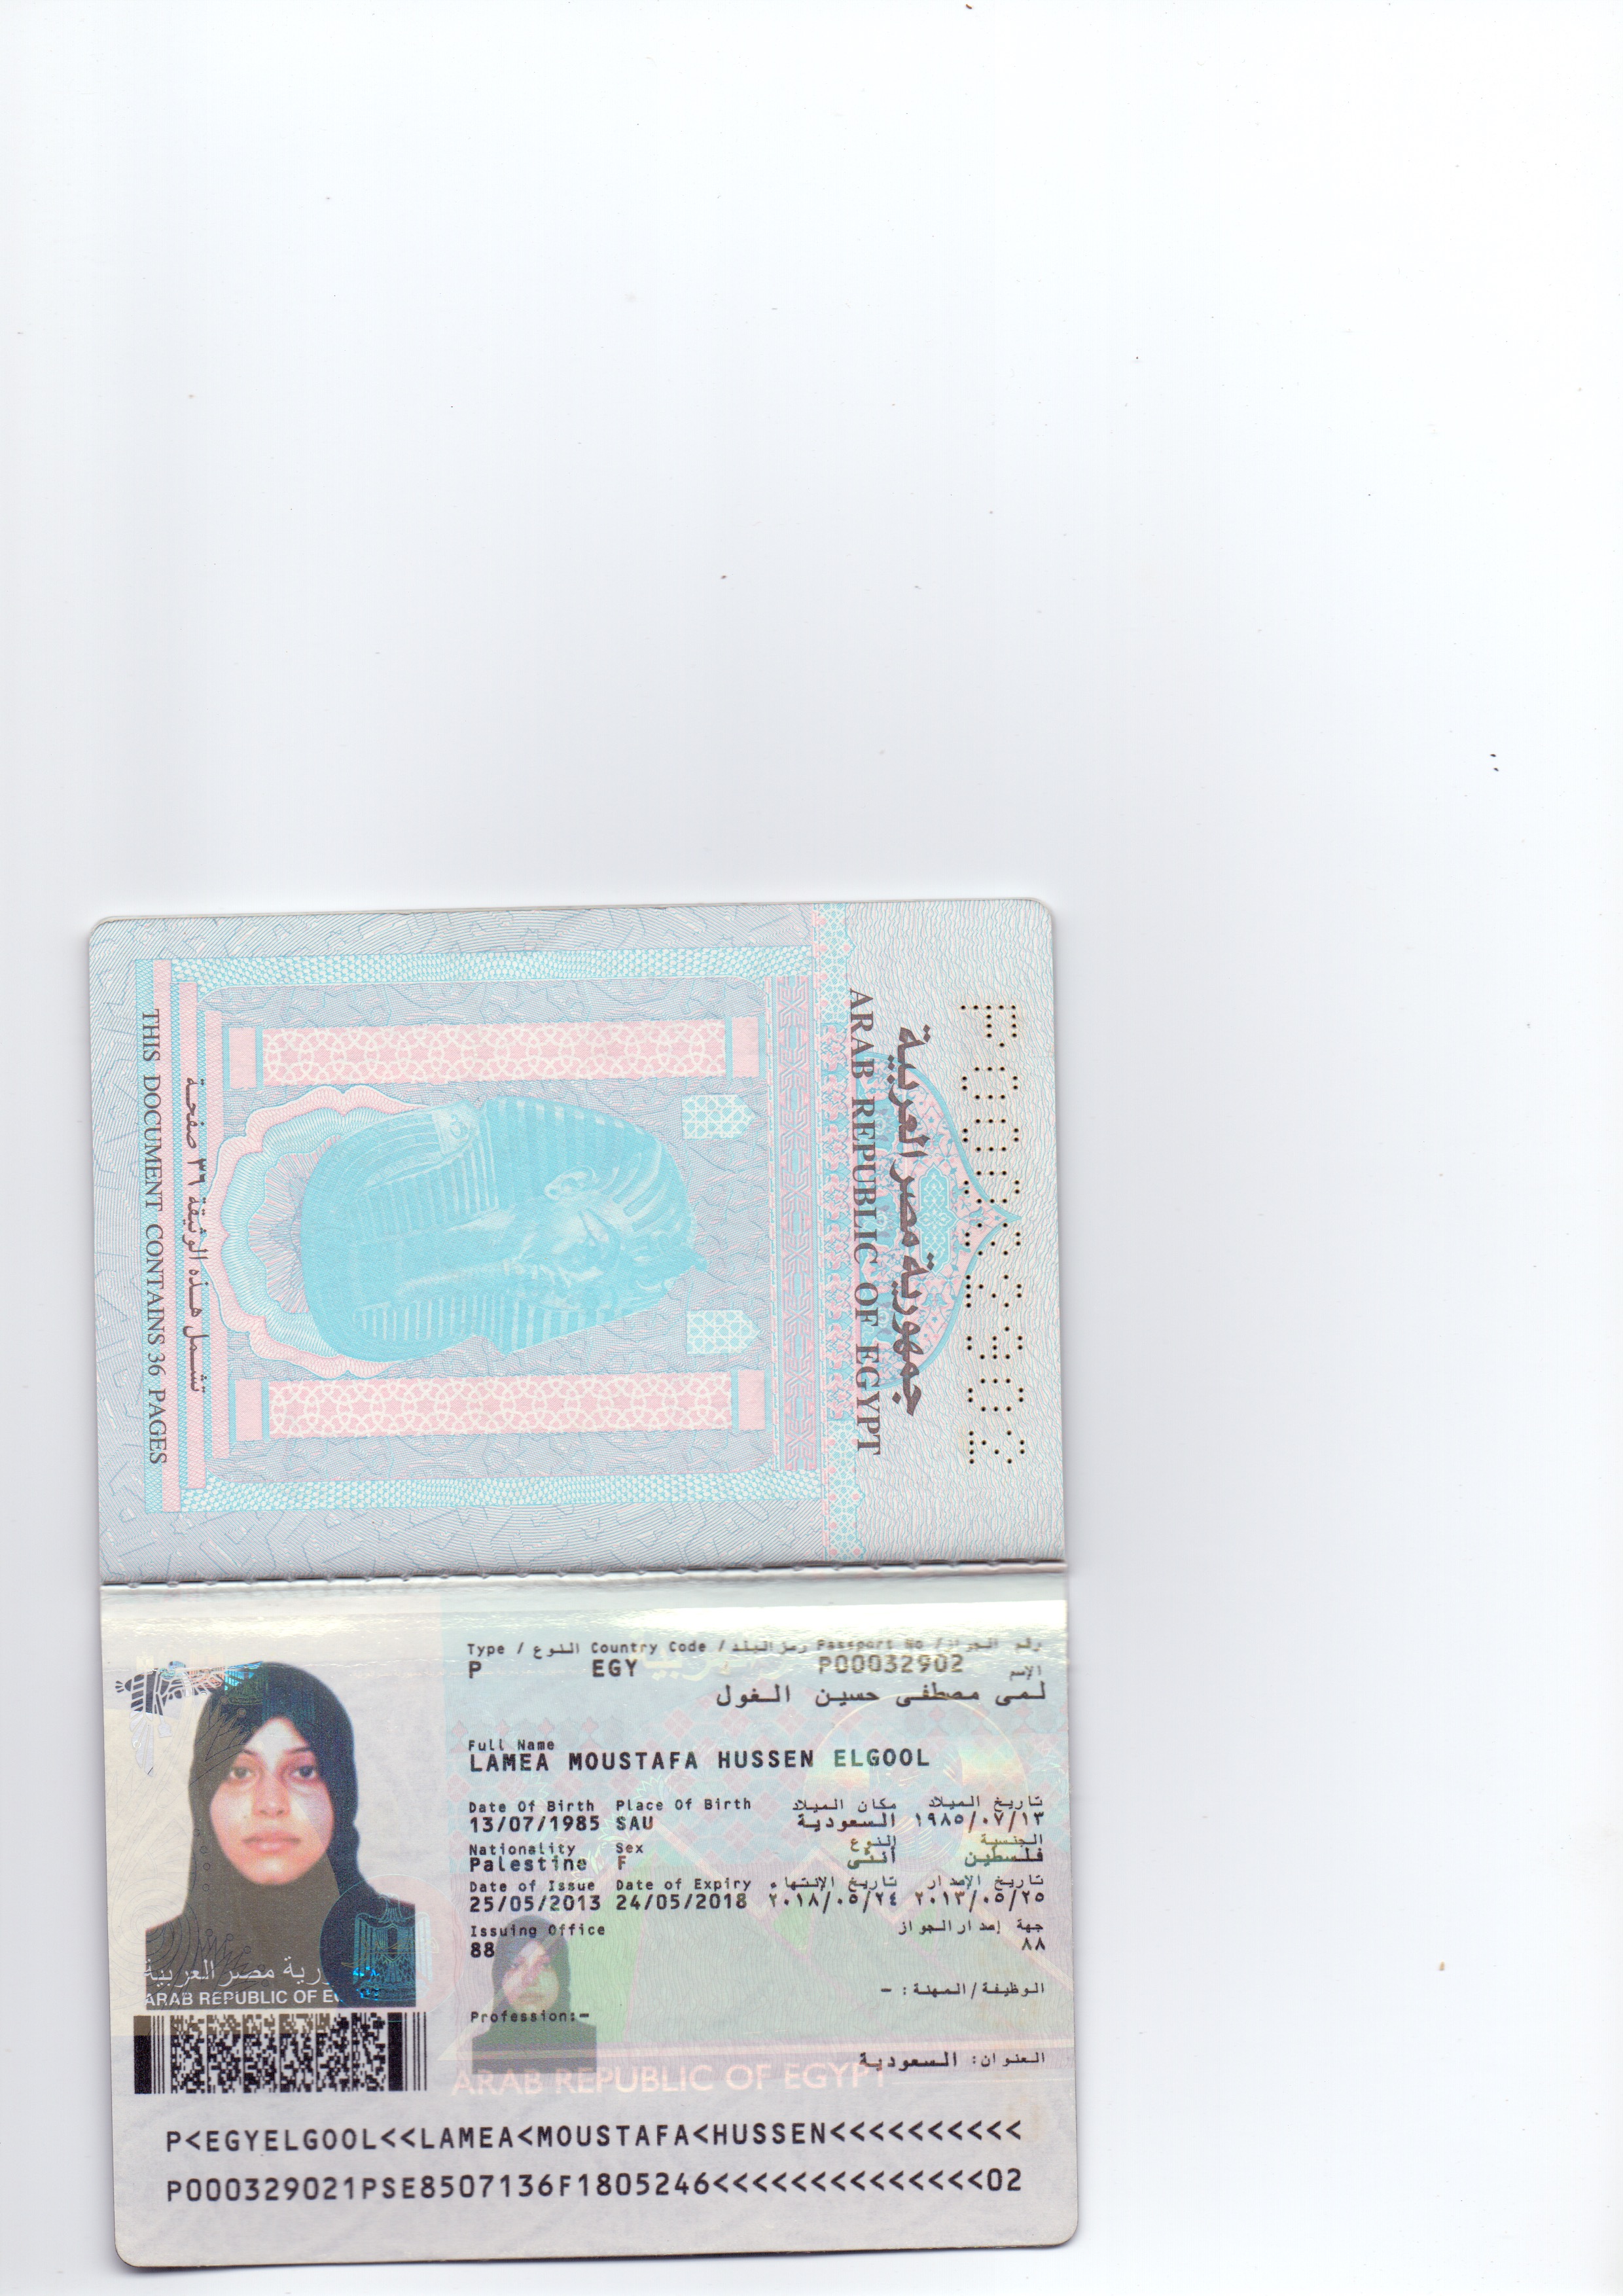 P00032902
جمهورية مصر العربية
ARAB REPUBLIC OF EGYPT
تشمل هذه الوثيقة ٣٦ صفحة
THIS DOCUMENT CONTAINS 36 PAGES
Type / النوع Country Code / رمز البلد Passport No / رقم الجواز
P EGY P00032902
الإسم
لمى مصطفى حسين الغول
Full Name
LAMEA MOUSTAFA HUSSEN ELGOOL
Date Of Birth Place Of Birth مكان الميلاد تاريخ الميلاد
13/07/1985 SAU السعودية ١٩٨٥/٠٧/١٣
Nationality Sex النوع الجنسية
Palestine F أنثى فلسطين
Date of Issue Date of Expiry تاريخ الإنتهاء تاريخ الإصدار
25/05/2013 24/05/2018 ٢٠١٨/٠٥/٢٤ ٢٠١٣/٠٥/٢٥
Issuing Office جهة إصدار الجواز
88 ٨٨
الوظيفة/المهنة: -
Profession:-
العنوان: السعودية
ARAB REPUBLIC OF EGYPT
ARAB REPUBLIC OF EG
P<EGYELGOOL<<LAMEA<MOUSTAFA<HUSSEN<<<<<<<<<<
P000329021PSE8507136F1805246<<<<<<<<<<<<<<02